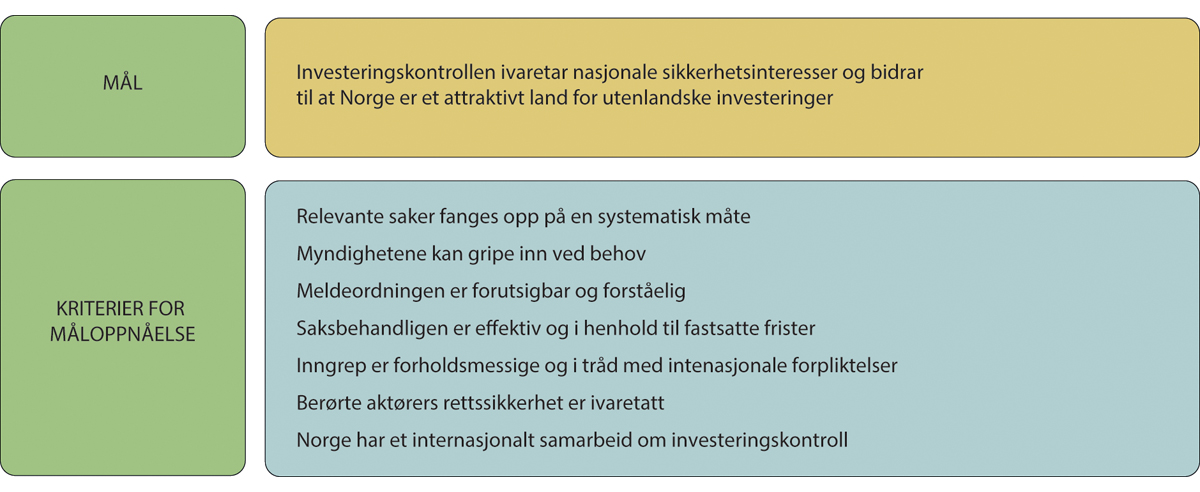 MÅL
Investeringskontrollen ivaretar nasjonale sikkerhetsinteresser og bidrar
til at Norge er et attraktivt land for utenlandske investeringer
KRITERIER FOR
MÅLOPPNÅELSE
Relevante saker fanges opp på en systematisk måte
Myndighetene kan gripe inn ved behov
Meldeordningen er forutsigbar og forståelig
Saksbehandligen er effektiv og i henhold til fastsatte frister
Inngrep er forholdsmessige og i tråd med intenasjonale forpliktelser
Berørte aktørers rettssikkerhet er ivaretatt
Norge har et internasjonalt samarbeid om investeringskontroll